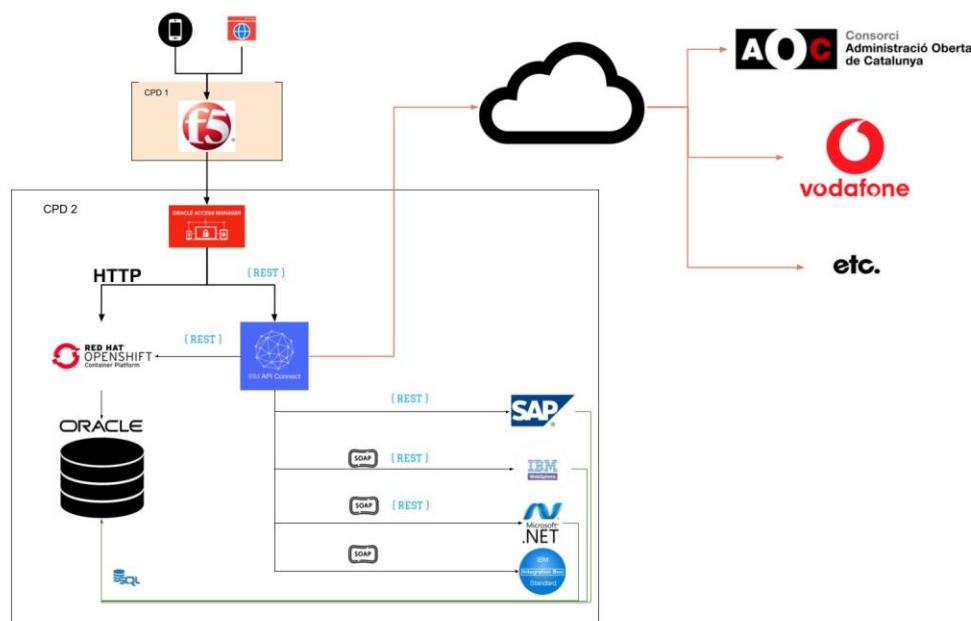 CPD 1
f5
AOC
Consorci
Administració Oberta
de Catalunya
vodafone
etc.
CPD 2
ORACLE ACCESS MANAGER
HTTP
{ REST }
RED HAT
OPENSHIFT
Container Platform
{ REST }
IBM API Connect
ORACLE
{ REST }
SAP
SOAP
{ REST }
IBM
WebSphere
SOAP
{ REST }
Microsoft
.NET
SOAP
IBM
Integration Bus
Standard
SQL